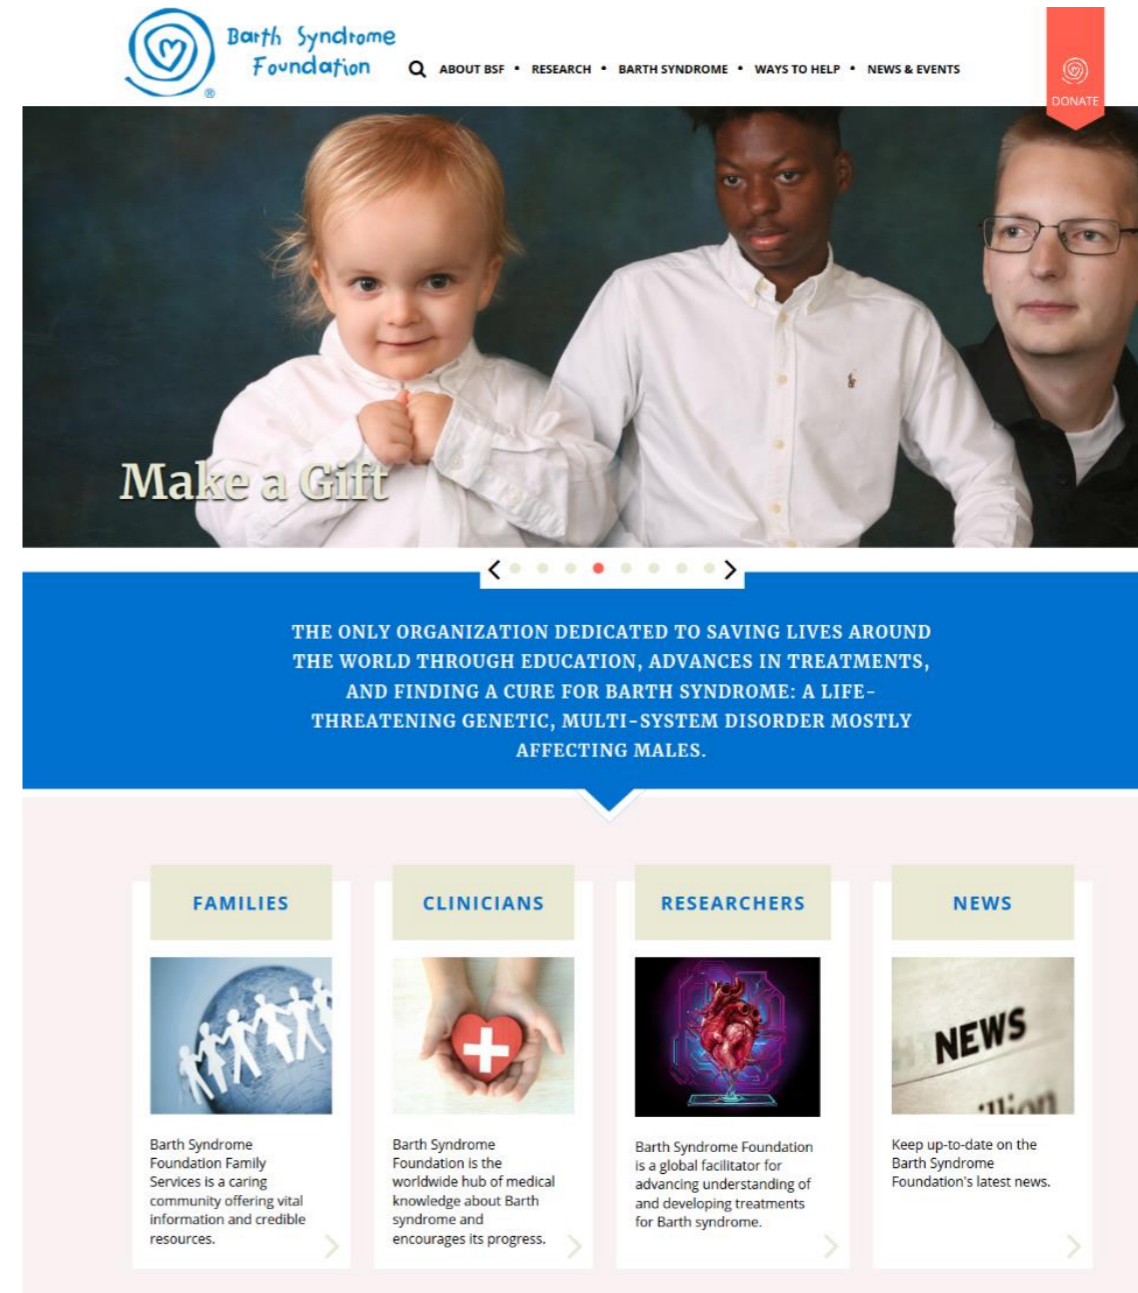 Barth Syndrome
Foundation
®
ABOUT BSF • RESEARCH • BARTH SYNDROME • WAYS TO HELP • NEWS & EVENTS
DONATE
Make a Gift
THE ONLY ORGANIZATION DEDICATED TO SAVING LIVES AROUND
THE WORLD THROUGH EDUCATION, ADVANCES IN TREATMENTS,
AND FINDING A CURE FOR BARTH SYNDROME: A LIFE-
THREATENING GENETIC, MULTI-SYSTEM DISORDER MOSTLY
AFFECTING MALES.
FAMILIES
Barth Syndrome
Foundation Family
Services is a caring
community offering vital
information and credible
resources.
CLINICIANS
Barth Syndrome
Foundation is the
worldwide hub of medical
knowledge about Barth
syndrome and
encourages its progress.
RESEARCHERS
Barth Syndrome Foundation
is a global facilitator for
advancing understanding of
and developing treatments
for Barth syndrome.
NEWS
NEWS
Keep up-to-date on the
Barth Syndrome
Foundation's latest news.